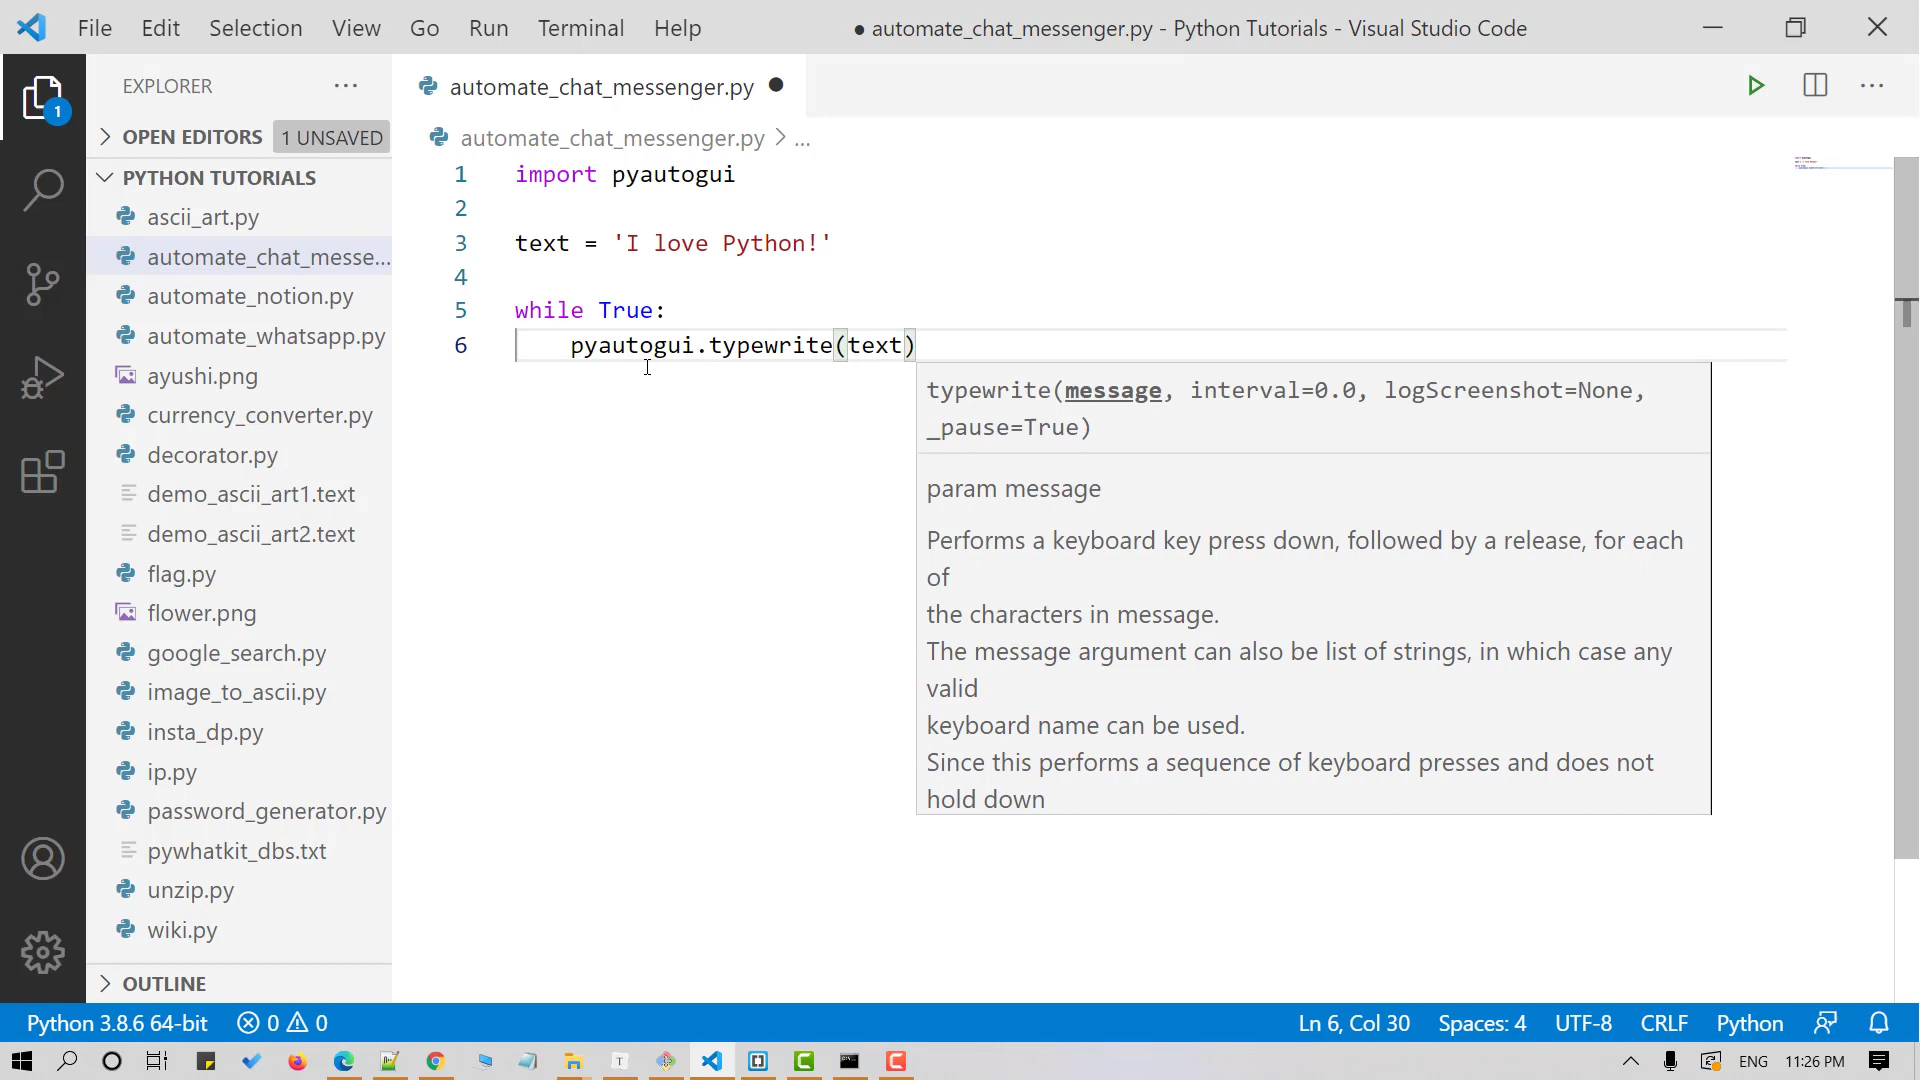 File Edit Selection View Go Run Terminal Help
● automate_chat_messenger.py - Python Tutorials - Visual Studio Code
EXPLORER
OPEN EDITORS 1 UNSAVED
PYTHON TUTORIALS
ascii_art.py
automate_chat_messe...
automate_notion.py
automate_whatsapp.py
ayushi.png
currency_converter.py
decorator.py
demo_ascii_art1.text
demo_ascii_art2.text
flag.py
flower.png
google_search.py
image_to_ascii.py
insta_dp.py
ip.py
password_generator.py
pywhatkit_dbs.txt
unzip.py
wiki.py
OUTLINE
1
automate_chat_messenger.py ●
automate_chat_messenger.py > ...
1 import pyautogui
2
3 text = 'I love Python!'
4
5 while True:
6 pyautogui.typewrite(text)
typewrite(message, interval=0.0, logScreenshot=None,
_pause=True)
param message
Performs a keyboard key press down, followed by a release, for each
of
the characters in message.
The message argument can also be list of strings, in which case any
valid
keyboard name can be used.
Since this performs a sequence of keyboard presses and does not
hold down
Python 3.8.6 64-bit 0 0
Ln 6, Col 30 Spaces: 4 UTF-8 CRLF Python
ENG 11:26 PM